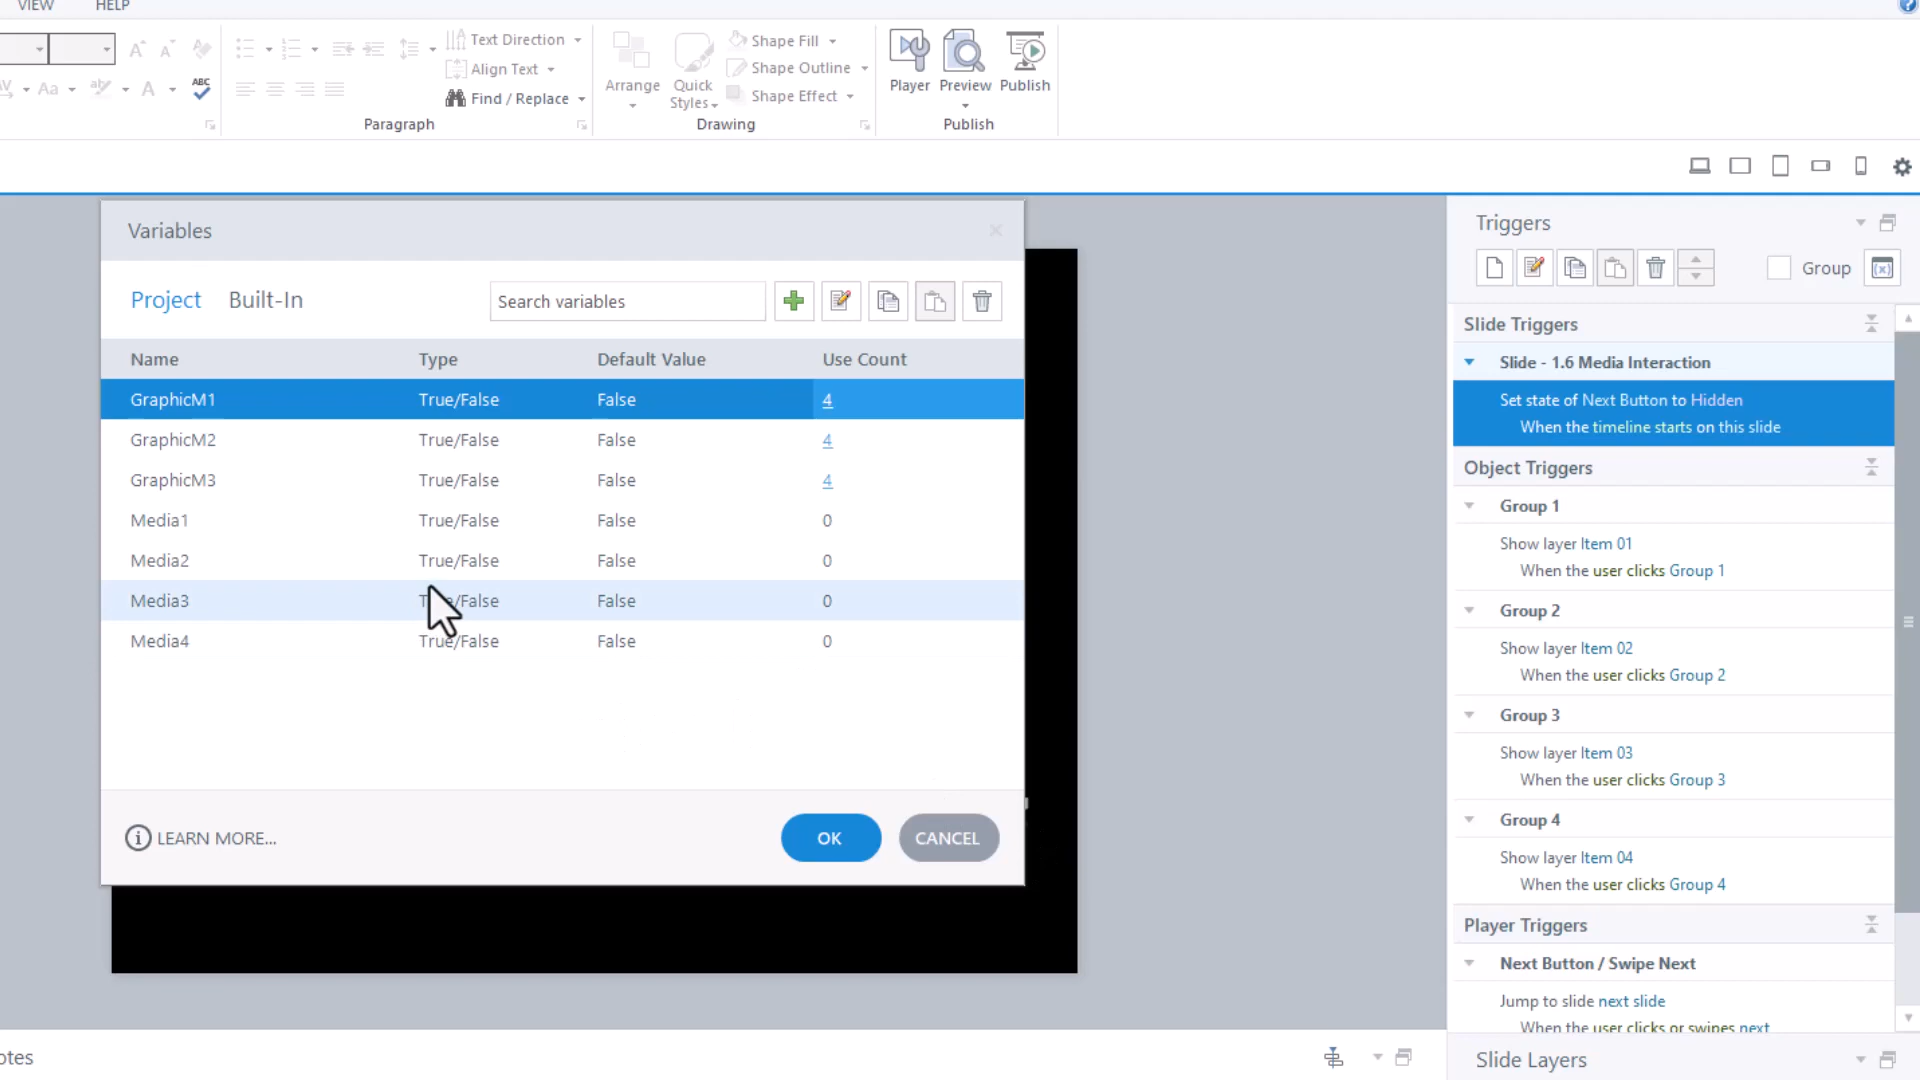 VIEW HELP
Text Direction
Aa A ABC
Align Text
Find / Replace
Paragraph
Arrange
Quick
Styles
Shape Fill
Shape Outline
Shape Effect
Drawing
Player Preview Publish
Publish
Variables
Project Built-In Search variables
Name Type Default Value Use Count
GraphicM1 True/False False 4
GraphicM2 True/False False 4
GraphicM3 True/False False 4
Media1 True/False False 0
Media2 True/False False 0
Media3 False 0
Media4 True/False False 0
LEARN MORE...
OK CANCEL
Triggers
Group
Slide Triggers
Slide - 1.6 Media Interaction
Set state of Next Button to Hidden
When the timeline starts on this slide
Object Triggers
Group 1
Show layer Item 01
When the user clicks Group 1
Group 2
Show layer Item 02
When the user clicks Group 2
Group 3
Show layer Item 03
When the user clicks Group 3
Group 4
Show layer Item 04
When the user clicks Group 4
Player Triggers
Next Button / Swipe Next
Jump to slide next slide
When the user clicks or swipes next
Slide Layers
otes